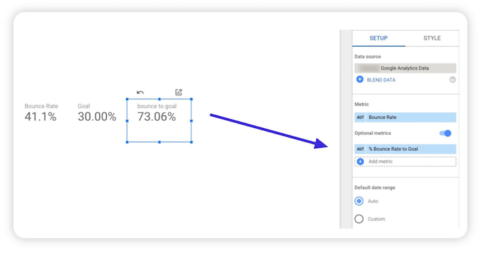 Bounce Rate
41.1%
Goal
30.00%
bounce to goal
73.06%
SETUP
STYLE
Data source
Google Analytics Data
BLEND DATA
Metric
AUT Bounce Rate
Optional metrics
AUT % Bounce Rate to Goal
Add metric
Default date range
Auto
Custom